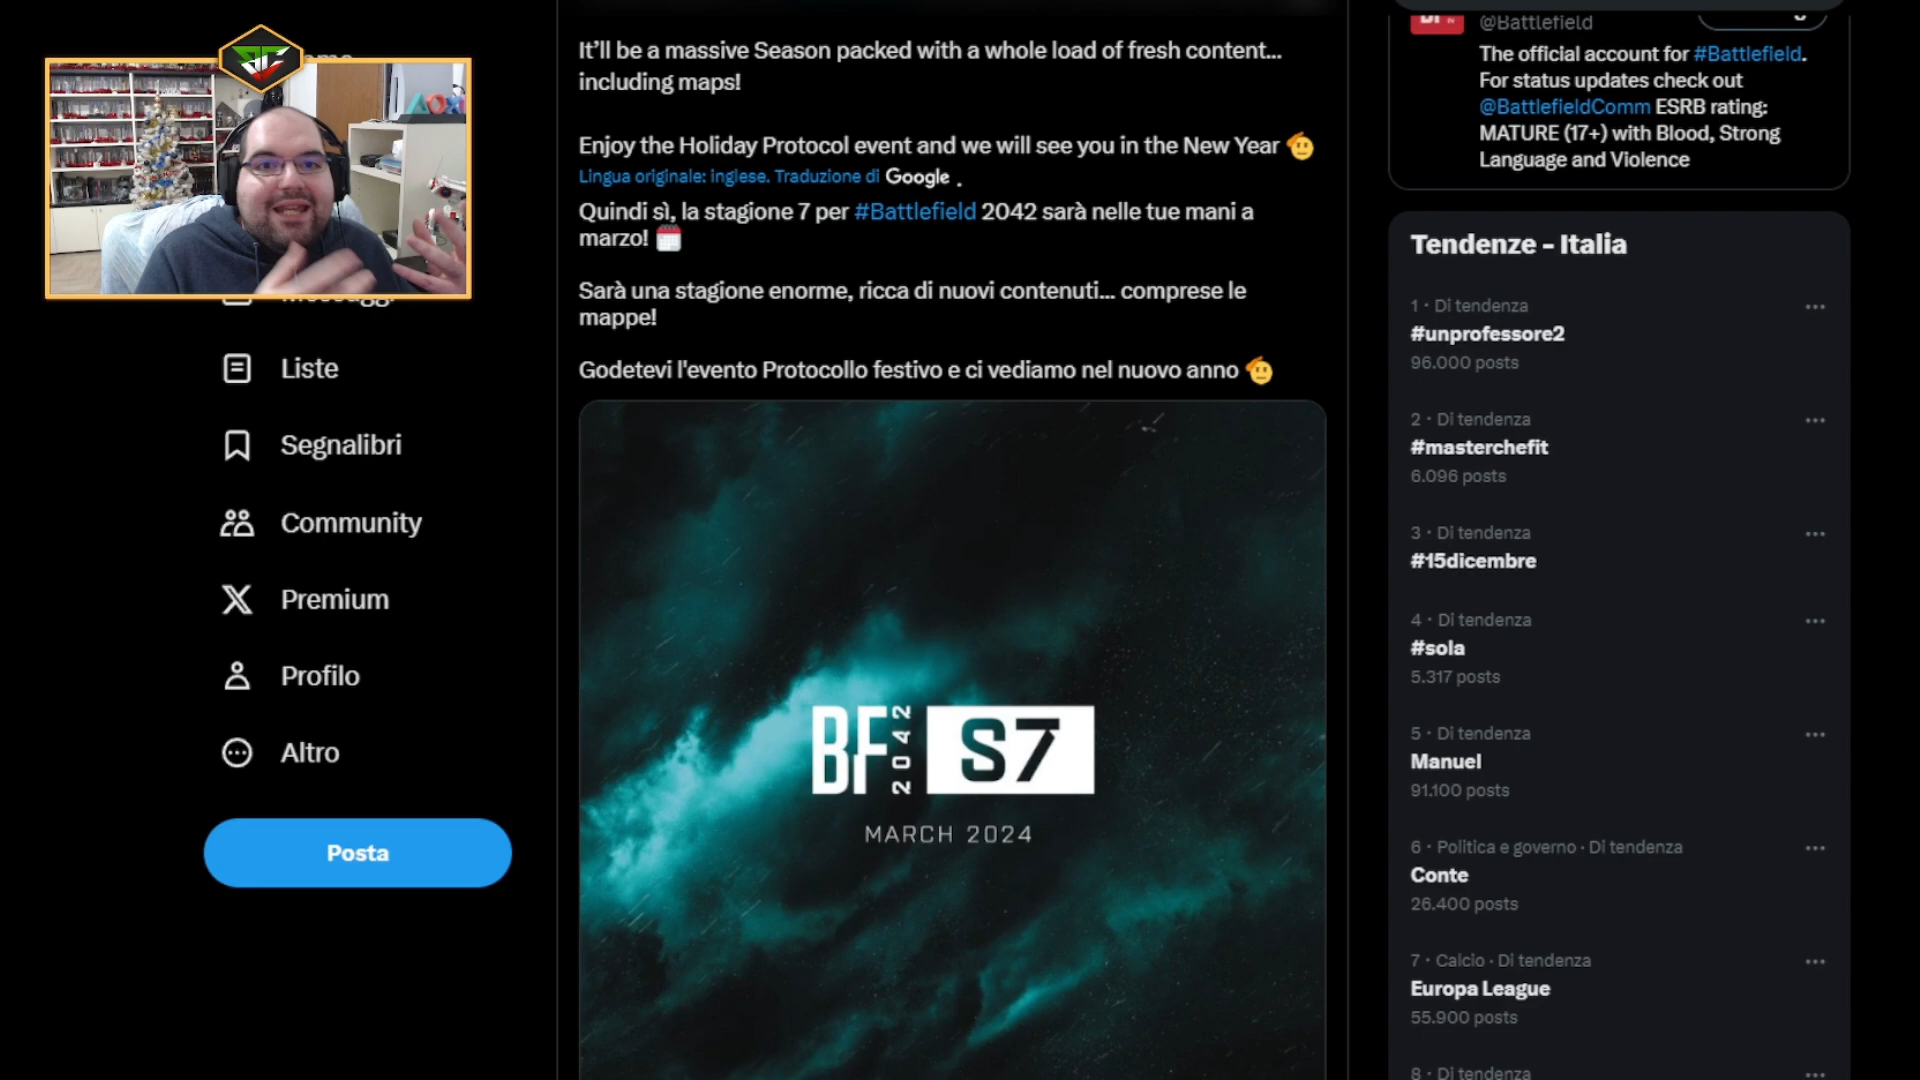 It'll be a massive Season packed with a whole load of fresh content...
including maps!
Enjoy the Holiday Protocol event and we will see you in the New Year
Lingua originale: inglese. Traduzione di Google .
Quindi sì, la stagione 7 per #Battlefield 2042 sarà nelle tue mani a
marzo!
Sarà una stagione enorme, ricca di nuovi contenuti... comprese le
mappe!
Godetevi l'evento Protocollo festivo e ci vediamo nel nuovo anno
BF 2042 S7
MARCH 2024
Liste
Segnalibri
Community
Premium
Profilo
Altro
Posta
@Battlefield
The official account for #Battlefield.
For status updates check out
@BattlefieldComm ESRB rating:
MATURE (17+) with Blood, Strong
Language and Violence
Tendenze - Italia
1 · Di tendenza
#unprofessore2
96.000 posts
2 · Di tendenza
#masterchefit
6.096 posts
3 · Di tendenza
#15dicembre
4 · Di tendenza
#sola
5.317 posts
5 · Di tendenza
Manuel
91.100 posts
6 · Politica e governo · Di tendenza
Conte
26.400 posts
7 · Calcio · Di tendenza
Europa League
55.900 posts
8 · Di tendenza